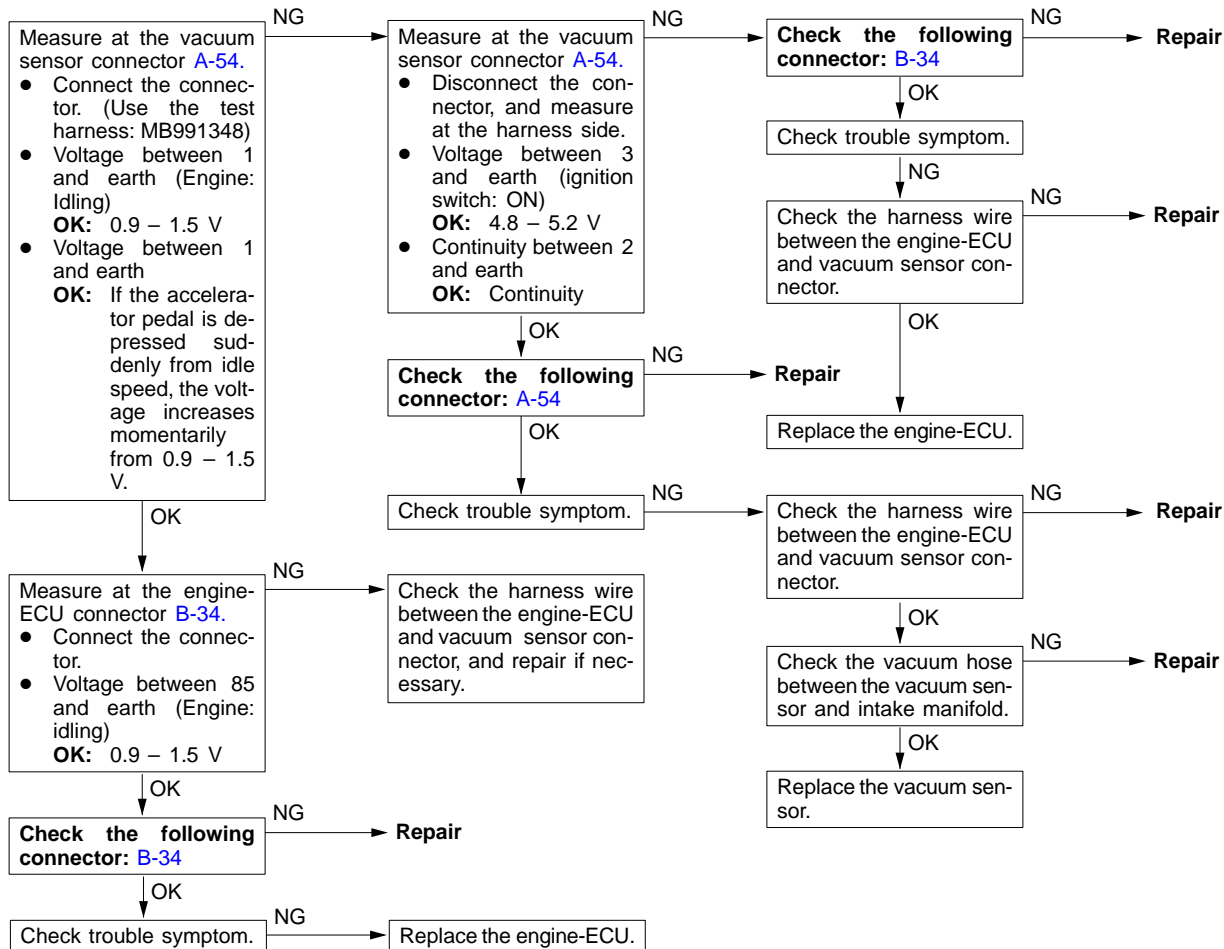 Measure at the vacuum
sensor connector A-54.
● Connect the connec-
tor. (Use the test
harness: MB991348)
● Voltage between 1
and earth (Engine:
Idling)
OK: 0.9 – 1.5 V
● Voltage between 1
and earth
OK: If the accelera-
tor pedal is de-
pressed sud-
denly from idle
speed, the volt-
age increases
momentarily
from 0.9 – 1.5
V.
NG
OK
Measure at the vacuum
sensor connector A-54.
● Disconnect the con-
nector, and measure
at the harness side.
● Voltage between 3
and earth (ignition
switch: ON)
OK: 4.8 – 5.2 V
● Continuity between 2
and earth
OK: Continuity
NG
OK
Check the following
connector: B-34
NG
Repair
OK
Check trouble symptom.
NG
Check the harness wire
between the engine-ECU
and vacuum sensor con-
nector.
NG
Repair
OK
Replace the engine-ECU.
Check the following
connector: A-54
NG
Repair
OK
Check trouble symptom.
NG
Check the harness wire
between the engine-ECU
and vacuum sensor con-
nector.
NG
Repair
OK
Check the vacuum hose
between the vacuum sen-
sor and intake manifold.
NG
Repair
OK
Replace the vacuum sen-
sor.
Measure at the engine-
ECU connector B-34.
● Connect the connec-
tor.
● Voltage between 85
and earth (Engine:
idling)
OK: 0.9 – 1.5 V
NG
Check the harness wire
between the engine-ECU
and vacuum sensor con-
nector, and repair if nec-
essary.
OK
Check the following
connector: B-34
NG
Repair
OK
Check trouble symptom.
NG
Replace the engine-ECU.